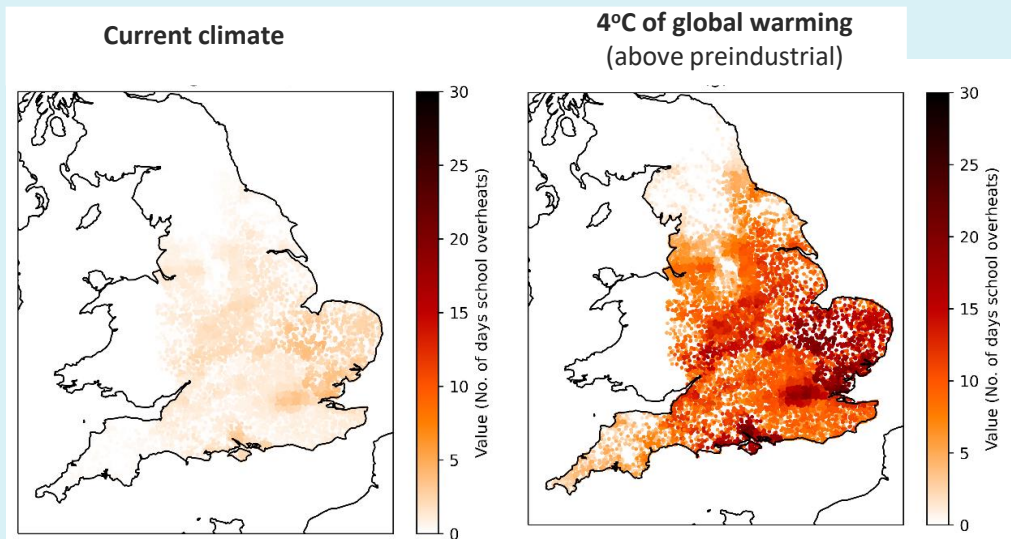 Current climate
4°C of global warming
(above preindustrial)
30
25
20
15
10
5
0
Value (No. of days school overheats)
30
25
20
15
10
5
0
Value (No. of days school overheats)